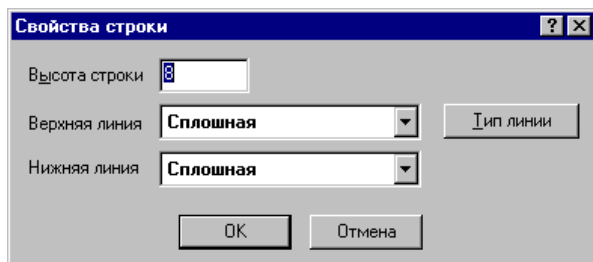 Свойства строки
Высота строки 8
Верхняя линия Сплошная Тип линии
Нижняя линия Сплошная
OK Отмена